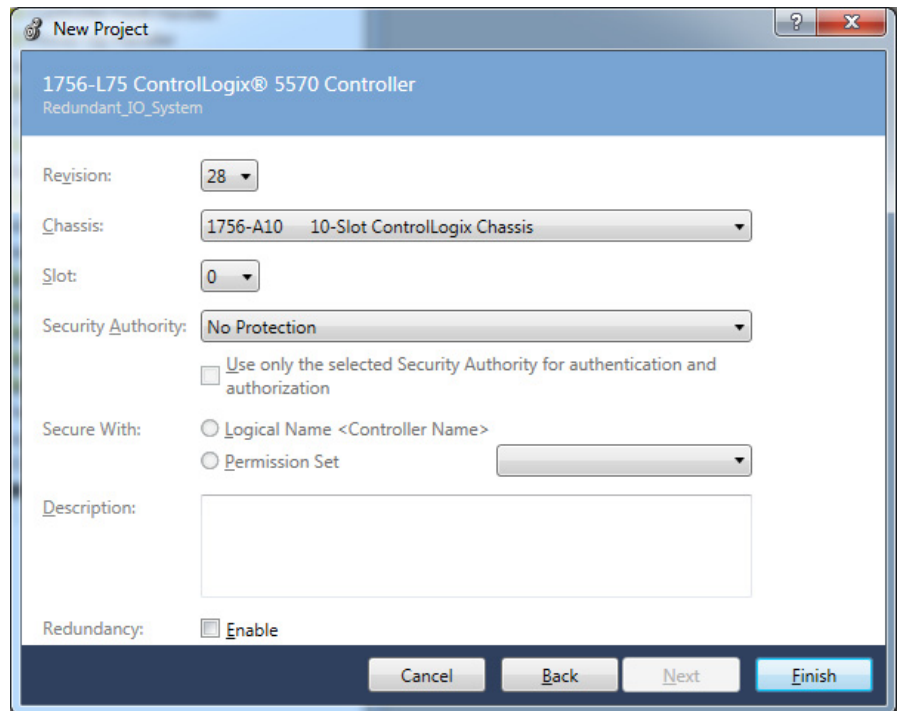 New Project
1756-L75 ControlLogix® 5570 Controller
Redundant_IO_System
Revision: 28
Chassis: 1756-A10 10-Slot ControlLogix Chassis
Slot: 0
Security Authority: No Protection
Use only the selected Security Authority for authentication and
authorization
Secure With: Logical Name <Controller Name>
Permission Set
Description:
Redundancy: Enable
Cancel Back Next Finish